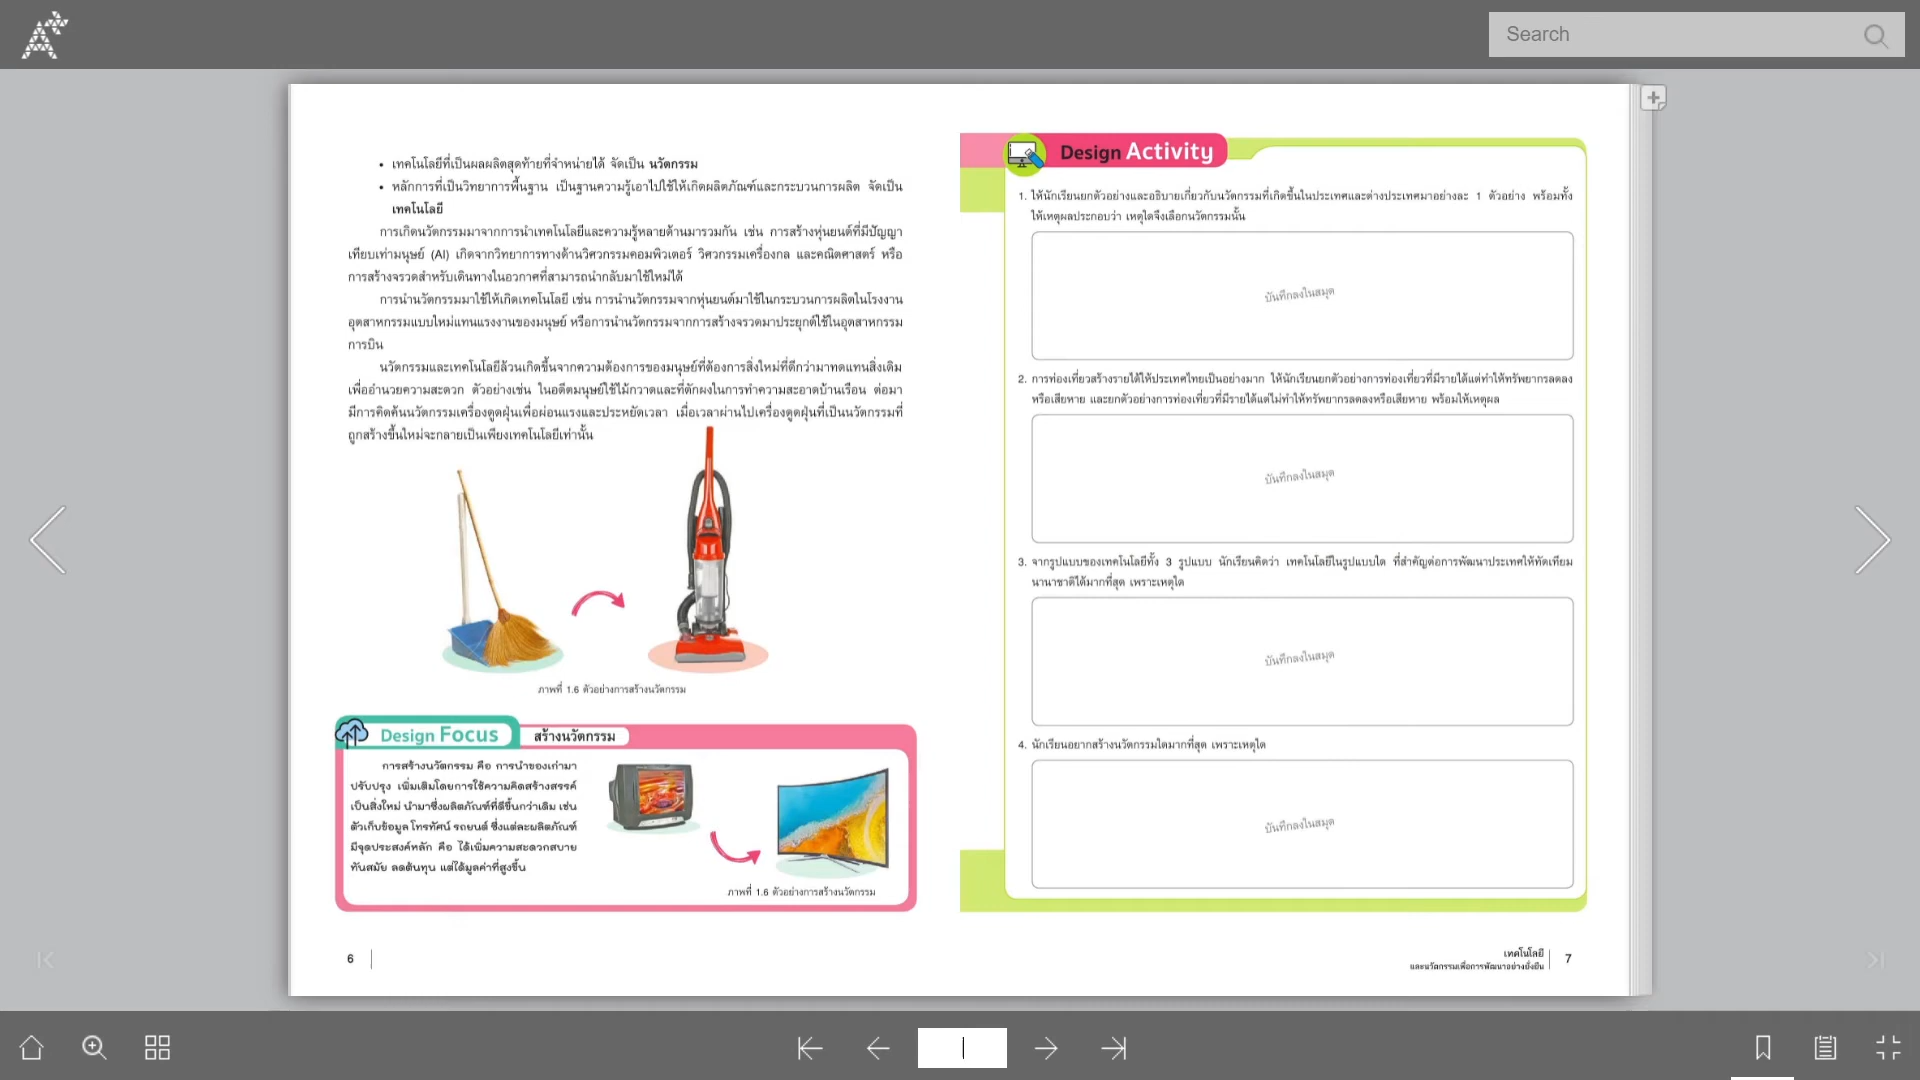 Search
• เทคโนโลยีที่เป็นผลผลิตสุดท้ายที่จำหน่ายได้ จัดเป็น นวัตกรรม
• หลักการที่เป็นวิทยาการพื้นฐาน เป็นฐานความรู้เอาไปใช้ให้เกิดผลิตภัณฑ์และกระบวนการผลิต จัดเป็น
เทคโนโลยี
การเกิดนวัตกรรมมาจากการนำเทคโนโลยีและความรู้หลายด้านมารวมกัน เช่น การสร้างหุ่นยนต์ที่มีปัญญา
เทียบเท่ามนุษย์ (AI) เกิดจากวิทยาการทางด้านวิศวกรรมคอมพิวเตอร์ วิศวกรรมเครื่องกล และคณิตศาสตร์ หรือ
การสร้างจรวดสำหรับเดินทางในอวกาศที่สามารถนำกลับมาใช้ใหม่ได้
การนำนวัตกรรมมาใช้ให้เกิดเทคโนโลยี เช่น การนำนวัตกรรมจากหุ่นยนต์มาใช้ในกระบวนการผลิตในโรงงาน
อุตสาหกรรมแบบใหม่แทนแรงงานของมนุษย์ หรือการนำนวัตกรรมจากการสร้างจรวดมาประยุกต์ใช้ในอุตสาหกรรม
การบิน
นวัตกรรมและเทคโนโลยีล้วนเกิดขึ้นจากความต้องการของมนุษย์ที่ต้องการสิ่งใหม่ที่ดีกว่ามาทดแทนสิ่งเดิม
เพื่ออำนวยความสะดวก ตัวอย่างเช่น ในอดีตมนุษย์ใช้ไม้กวาดและที่ตักผงในการทำความสะอาดบ้านเรือน ต่อมา
มีการคิดค้นนวัตกรรมเครื่องดูดฝุ่นเพื่อผ่อนแรงและประหยัดเวลา เมื่อเวลาผ่านไปเครื่องดูดฝุ่นที่เป็นนวัตกรรมที่
ถูกสร้างขึ้นใหม่จะกลายเป็นเพียงเทคโนโลยีเท่านั้น
ภาพที่ 1.6 ตัวอย่างการสร้างนวัตกรรม
Design Focus สร้างนวัตกรรม
การสร้างนวัตกรรม คือ การนำของเก่ามา
ปรับปรุง เพิ่มเติมโดยการใช้ความคิดสร้างสรรค์
เป็นสิ่งใหม่ นำมาซึ่งผลิตภัณฑ์ที่ดีขึ้นกว่าเดิม เช่น
ตัวเก็บข้อมูล โทรทัศน์ รถยนต์ ซึ่งแต่ละผลิตภัณฑ์
มีจุดประสงค์หลัก คือ ได้เพิ่มความสะดวกสบาย
ทันสมัย ลดต้นทุน แต่ได้มูลค่าที่สูงขึ้น
ภาพที่ 1.6 ตัวอย่างการสร้างนวัตกรรม
6
Design Activity
1. ให้นักเรียนยกตัวอย่างและอธิบายเกี่ยวกับนวัตกรรมที่เกิดขึ้นในประเทศและต่างประเทศมาอย่างละ 1 ตัวอย่าง พร้อมทั้ง
ให้เหตุผลประกอบว่า เหตุใดจึงเลือกนวัตกรรมนั้น
บันทึกลงในสมุด
2. การท่องเที่ยวสร้างรายได้ให้ประเทศไทยเป็นอย่างมาก ให้นักเรียนยกตัวอย่างการท่องเที่ยวที่มีรายได้แต่ทำให้ทรัพยากรลดลง
หรือเสียหาย และยกตัวอย่างการท่องเที่ยวที่มีรายได้แต่ไม่ทำให้ทรัพยากรลดลงหรือเสียหาย พร้อมให้เหตุผล
บันทึกลงในสมุด
3. จากรูปแบบของเทคโนโลยีทั้ง 3 รูปแบบ นักเรียนคิดว่า เทคโนโลยีในรูปแบบใด ที่สำคัญต่อการพัฒนาประเทศให้ทัดเทียม
นานาชาติได้มากที่สุด เพราะเหตุใด
บันทึกลงในสมุด
4. นักเรียนอยากสร้างนวัตกรรมใดมากที่สุด เพราะเหตุใด
บันทึกลงในสมุด
เทคโนโลยี
และนวัตกรรมเพื่อการพัฒนาอย่างยั่งยืน
7